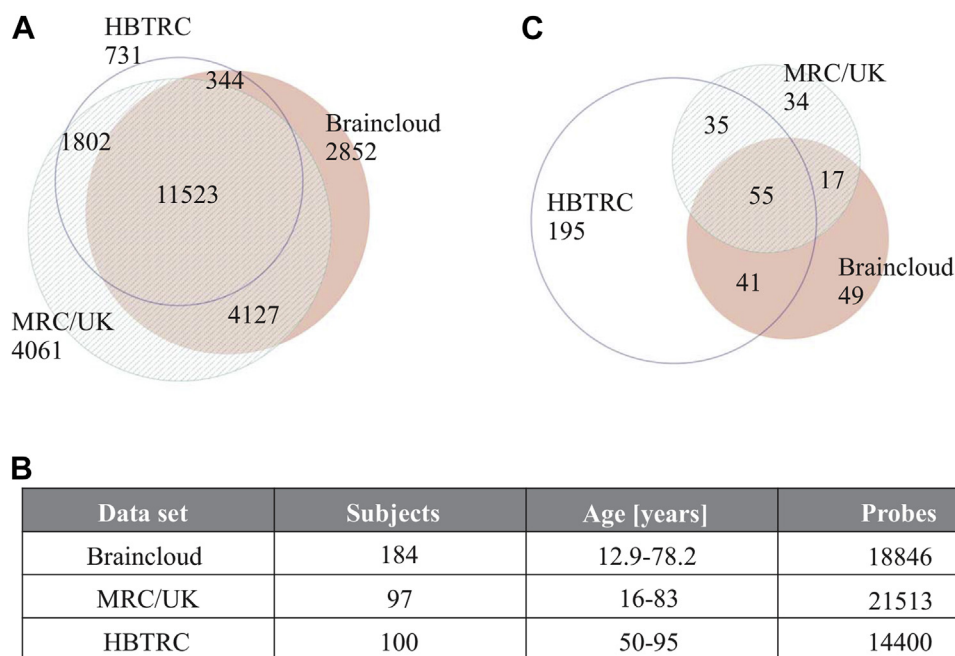 A
HBTRC
731
344
1802
Braincloud
2852
11523
4127
MRC/UK
4061
C
MRC/UK
34
35
17
55
HBTRC
195
41
Braincloud
49
B
Data set Subjects Age [years] Probes
Braincloud 184 12.9-78.2 18846
MRC/UK 97 16-83 21513
HBTRC 100 50-95 14400